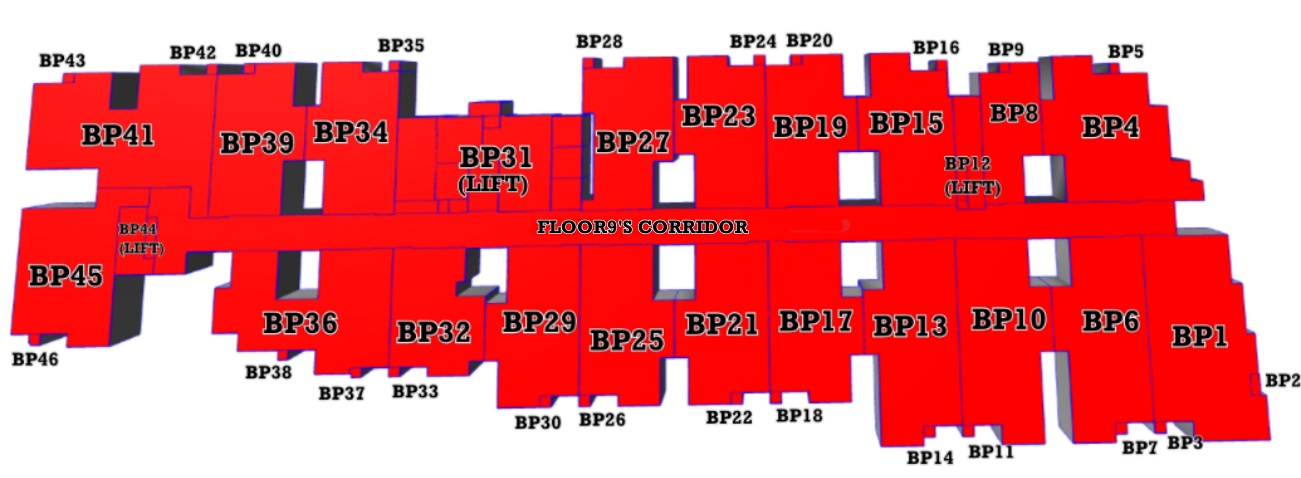 BP43
BP42
BP40
BP35
BP28
BP24
BP20
BP16
BP9
BP5
BP41
BP39
BP34
BP31
(LIFT)
BP27
BP23
BP19
BP15
BP12
(LIFT)
BP8
BP4
FLOOR9'S CORRIDOR
BP44
(LIFT)
BP45
BP36
BP32
BP29
BP25
BP21
BP17
BP13
BP10
BP6
BP1
BP46
BP38
BP37
BP33
BP30
BP26
BP22
BP18
BP14
BP11
BP7
BP3
BP2